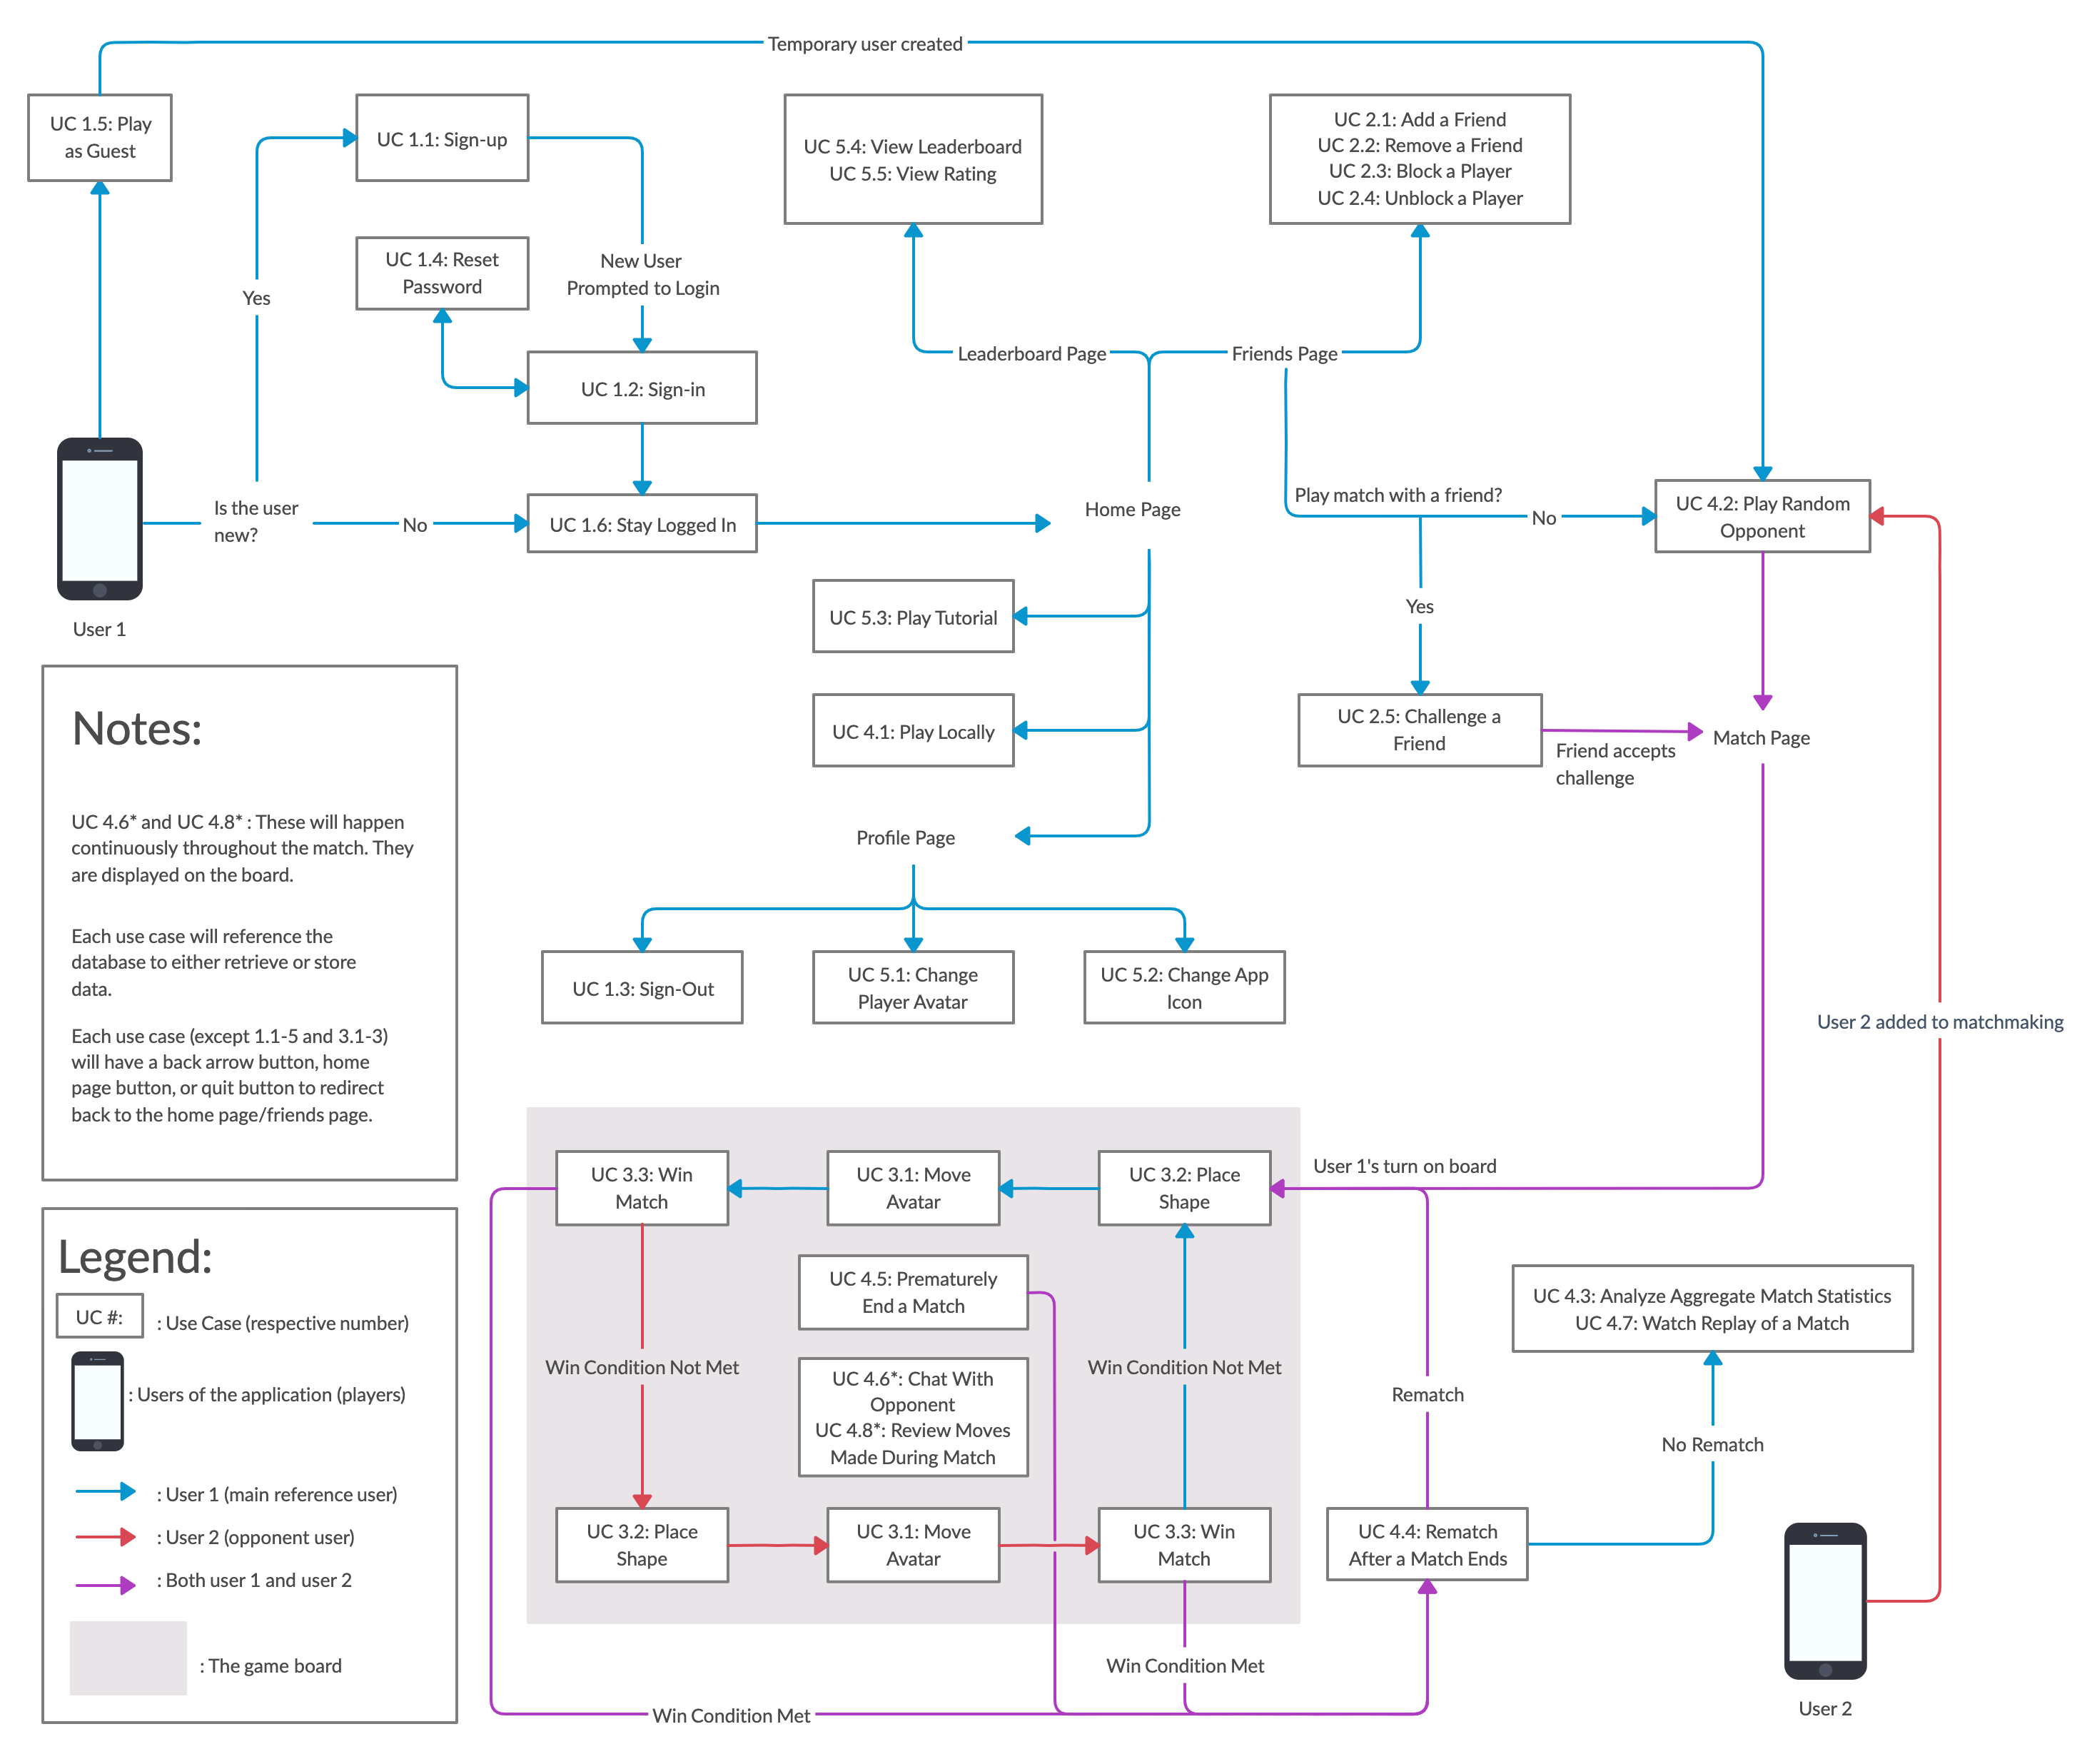 Temporary user created
UC 1.5: Play
as Guest
UC 1.1: Sign-up
UC 5.4: View Leaderboard
UC 5.5: View Rating
UC 2.1: Add a Friend
UC 2.2: Remove a Friend
UC 2.3: Block a Player
UC 2.4: Unblock a Player
UC 1.4: Reset
Password
New User
Prompted to Login
Yes
Leaderboard Page
Friends Page
UC 1.2: Sign-in
Is the user
new?
No
UC 1.6: Stay Logged In
Home Page
Play match with a friend?
No
UC 4.2: Play Random
Opponent
User 1
UC 5.3: Play Tutorial
Yes
UC 4.1: Play Locally
UC 2.5: Challenge a
Friend
Friend accepts
challenge
Match Page
Profile Page
UC 1.3: Sign-Out
UC 5.1: Change
Player Avatar
UC 5.2: Change App
Icon
User 2 added to matchmaking
Notes:
UC 4.6* and UC 4.8* : These will happen
continuously throughout the match. They
are displayed on the board.
Each use case will reference the
database to either retrieve or store
data.
Each use case (except 1.1-5 and 3.1-3)
will have a back arrow button, home
page button, or quit button to redirect
back to the home page/friends page.
UC 3.3: Win
Match
UC 3.1: Move
Avatar
UC 3.2: Place
Shape
User 1's turn on board
UC 4.5: Prematurely
End a Match
Win Condition Not Met
UC 4.6*: Chat With
Opponent
UC 4.8*: Review Moves
Made During Match
Win Condition Not Met
Rematch
UC 4.3: Analyze Aggregate Match Statistics
UC 4.7: Watch Replay of a Match
No Rematch
UC 3.2: Place
Shape
UC 3.1: Move
Avatar
UC 3.3: Win
Match
UC 4.4: Rematch
After a Match Ends
Win Condition Met
Win Condition Met
User 2
Legend:
UC #:
: Use Case (respective number)
: Users of the application (players)
: User 1 (main reference user)
: User 2 (opponent user)
: Both user 1 and user 2
: The game board